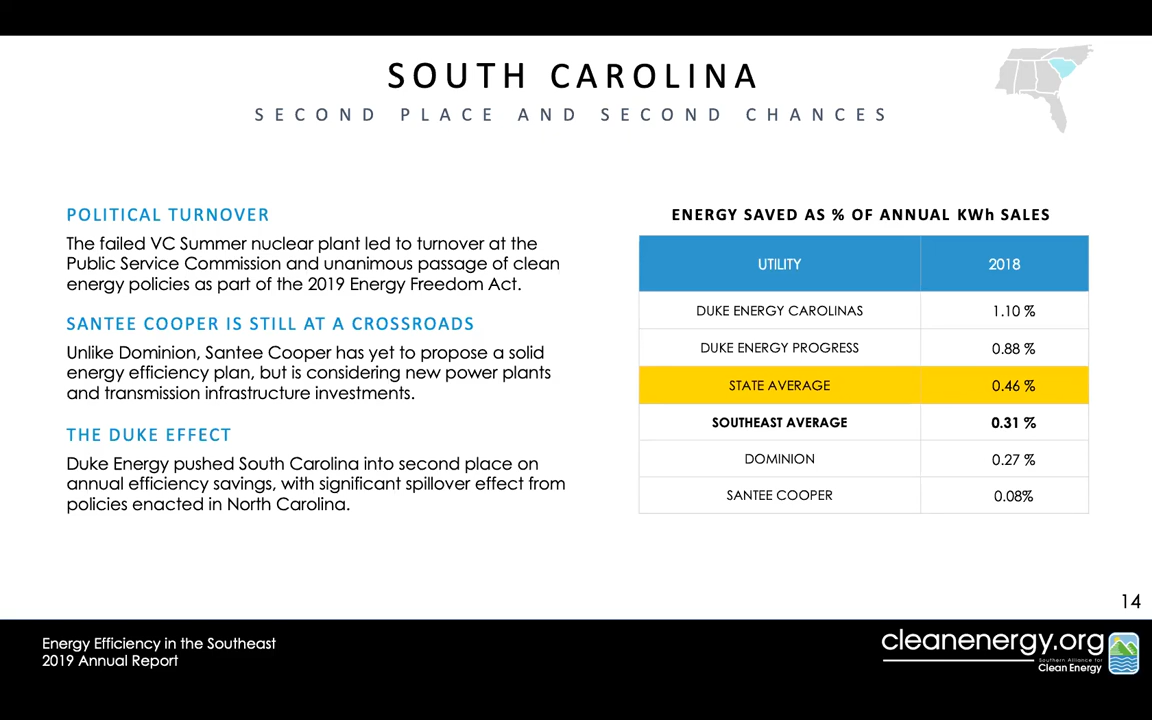 SOUTH CAROLINA
SECOND PLACE AND SECOND CHANCES
POLITICAL TURNOVER
The failed VC Summer nuclear plant led to turnover at the
Public Service Commission and unanimous passage of clean
energy policies as part of the 2019 Energy Freedom Act.
SANTEE COOPER IS STILL AT A CROSSROADS
Unlike Dominion, Santee Cooper has yet to propose a solid
energy efficiency plan, but is considering new power plants
and transmission infrastructure investments.
THE DUKE EFFECT
Duke Energy pushed South Carolina into second place on
annual efficiency savings, with significant spillover effect from
policies enacted in North Carolina.
ENERGY SAVED AS % OF ANNUAL KWh SALES
UTILITY 2018
DUKE ENERGY CAROLINAS 1.10 %
DUKE ENERGY PROGRESS 0.88 %
STATE AVERAGE 0.46 %
SOUTHEAST AVERAGE 0.31 %
DOMINION 0.27 %
SANTEE COOPER 0.08%
14
Energy Efficiency in the Southeast
2019 Annual Report
cleanenergy.org
Southern Alliance for
Clean Energy